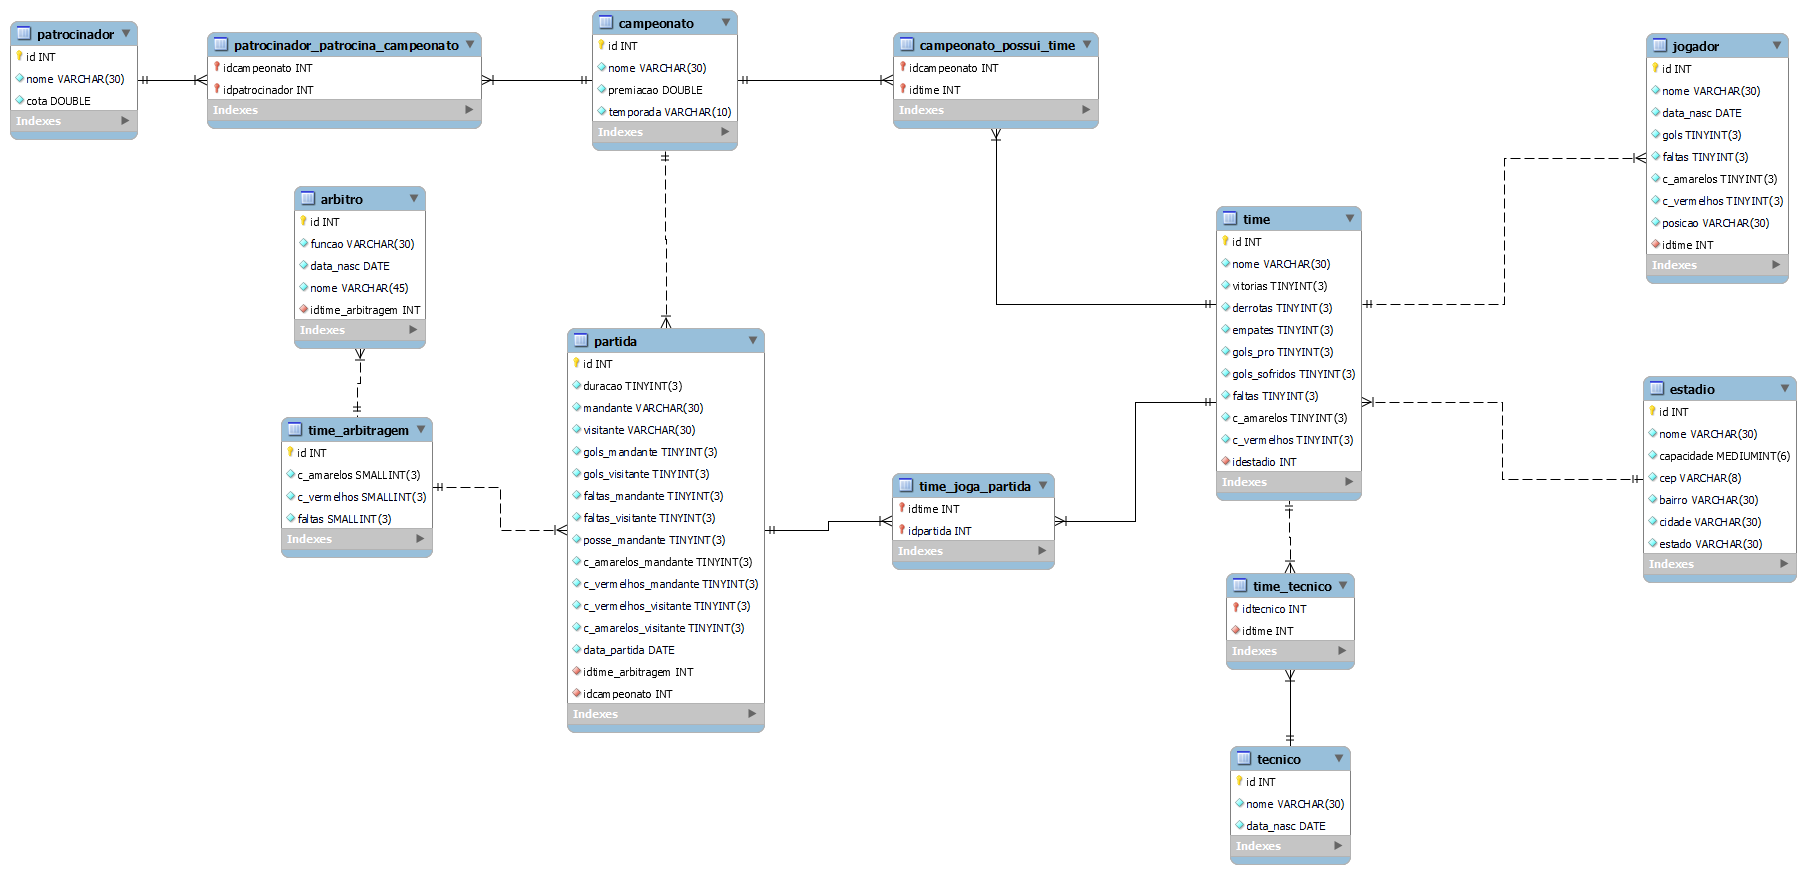 patrocinador
id INT
nome VARCHAR(30)
cota DOUBLE
Indexes
patrocinador_patrocina_campeonato
idcampeonato INT
idpatrocinador INT
Indexes
campeonato
id INT
nome VARCHAR(30)
premiacao DOUBLE
temporada VARCHAR(10)
Indexes
campeonato_possui_time
idcampeonato INT
idtime INT
Indexes
jogador
id INT
nome VARCHAR(30)
data_nasc DATE
gols TINYINT(3)
faltas TINYINT(3)
c_amarelos TINYINT(3)
c_vermelhos TINYINT(3)
posicao VARCHAR(30)
idtime INT
Indexes
arbitro
id INT
funcao VARCHAR(30)
data_nasc DATE
nome VARCHAR(45)
idtime_arbitragem INT
Indexes
time
id INT
nome VARCHAR(30)
vitorias TINYINT(3)
derrotas TINYINT(3)
empates TINYINT(3)
gols_pro TINYINT(3)
gols_sofridos TINYINT(3)
faltas TINYINT(3)
c_amarelos TINYINT(3)
c_vermelhos TINYINT(3)
idestadio INT
Indexes
partida
id INT
duracao TINYINT(3)
mandante VARCHAR(30)
visitante VARCHAR(30)
gols_mandante TINYINT(3)
gols_visitante TINYINT(3)
faltas_mandante TINYINT(3)
faltas_visitante TINYINT(3)
posse_mandante TINYINT(3)
c_amarelos_mandante TINYINT(3)
c_vermelhos_mandante TINYINT(3)
c_vermelhos_visitante TINYINT(3)
c_amarelos_visitante TINYINT(3)
data_partida DATE
idtime_arbitragem INT
idcampeonato INT
Indexes
estadio
id INT
nome VARCHAR(30)
capacidade MEDIUMINT(6)
cep VARCHAR(8)
bairro VARCHAR(30)
cidade VARCHAR(30)
estado VARCHAR(30)
Indexes
time_arbitragem
id INT
c_amarelos SMALLINT(3)
c_vermelhos SMALLINT(3)
faltas SMALLINT(3)
Indexes
time_joga_partida
idtime INT
idpartida INT
Indexes
time_tecnico
idtecnico INT
idtime INT
Indexes
tecnico
id INT
nome VARCHAR(30)
data_nasc DATE
Indexes